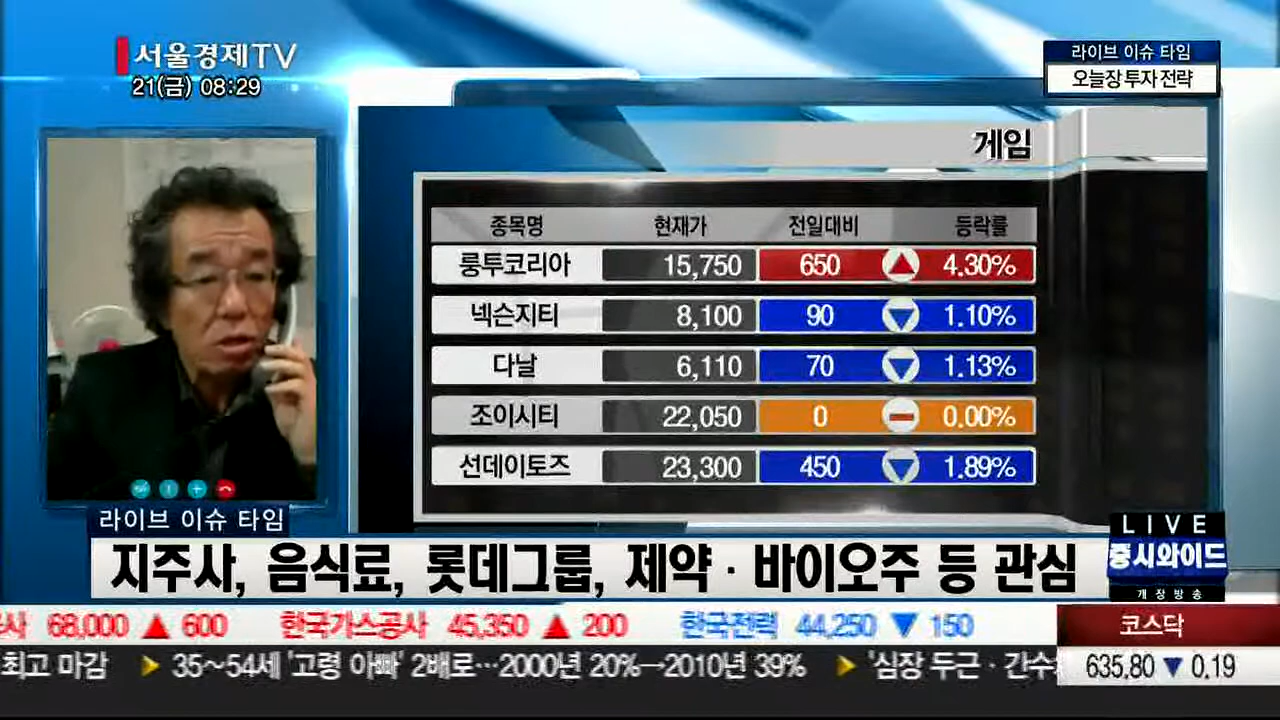 서울경제TV
21(금) 08:29
라이브 이슈 타임
오늘장 투자 전략
게임
종목명 현재가 전일대비 등락률
룽투코리아 15,750 650 ▲ 4.30%
넥슨지티 8,100 90 ▼ 1.10%
다날 6,110 70 ▼ 1.13%
조이시티 22,050 0 − 0.00%
선데이토즈 23,300 450 ▼ 1.89%
라이브 이슈 타임
지주사, 음식료, 롯데그룹, 제약·바이오주 등 관심
LIVE
증시와이드
개장방송
68,000 ▲ 600 한국가스공사 45,350 ▲ 200 한국전력 44,250 ▼ 150 코스닥
최고 마감 ▶ 35~54세 '고령 아빠' 2배로…2000년 20%→2010년 39% ▶ '심장 두근·간수 635.80 ▼ 0.19